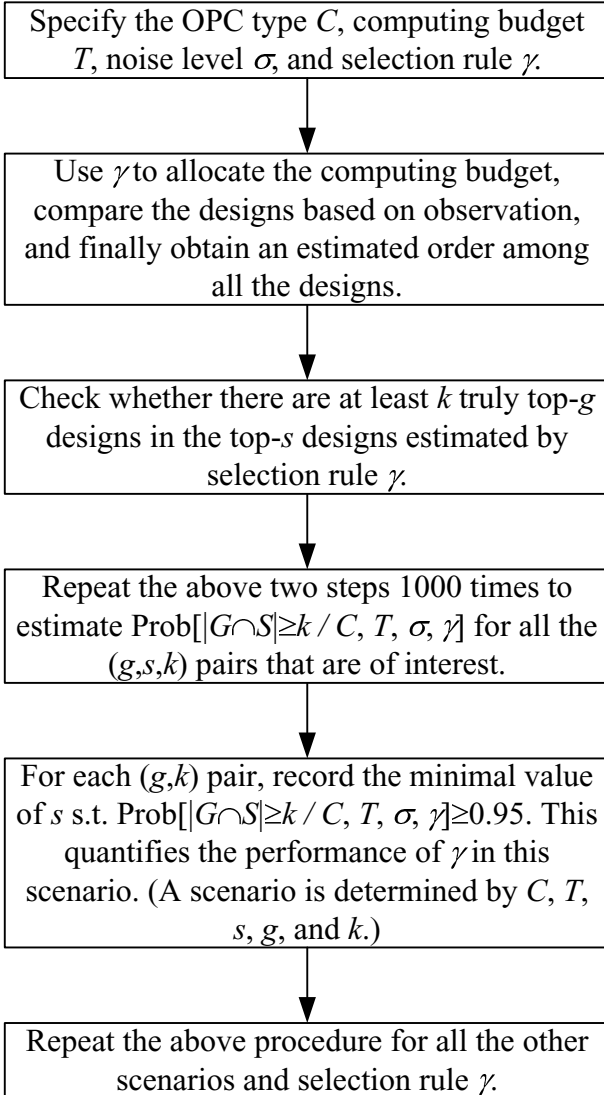 Specify the OPC type C, computing budget
T, noise level σ, and selection rule γ.
Use γ to allocate the computing budget,
compare the designs based on observation,
and finally obtain an estimated order among
all the designs.
Check whether there are at least k truly top-g
designs in the top-s designs estimated by
selection rule γ.
Repeat the above two steps 1000 times to
estimate Prob[|G∩S|≥k / C, T, σ, γ] for all the
(g,s,k) pairs that are of interest.
For each (g,k) pair, record the minimal value
of s s.t. Prob[|G∩S|≥k / C, T, σ, γ]≥0.95. This
quantifies the performance of γ in this
scenario. (A scenario is determined by C, T,
s, g, and k.)
Repeat the above procedure for all the other
scenarios and selection rule γ.